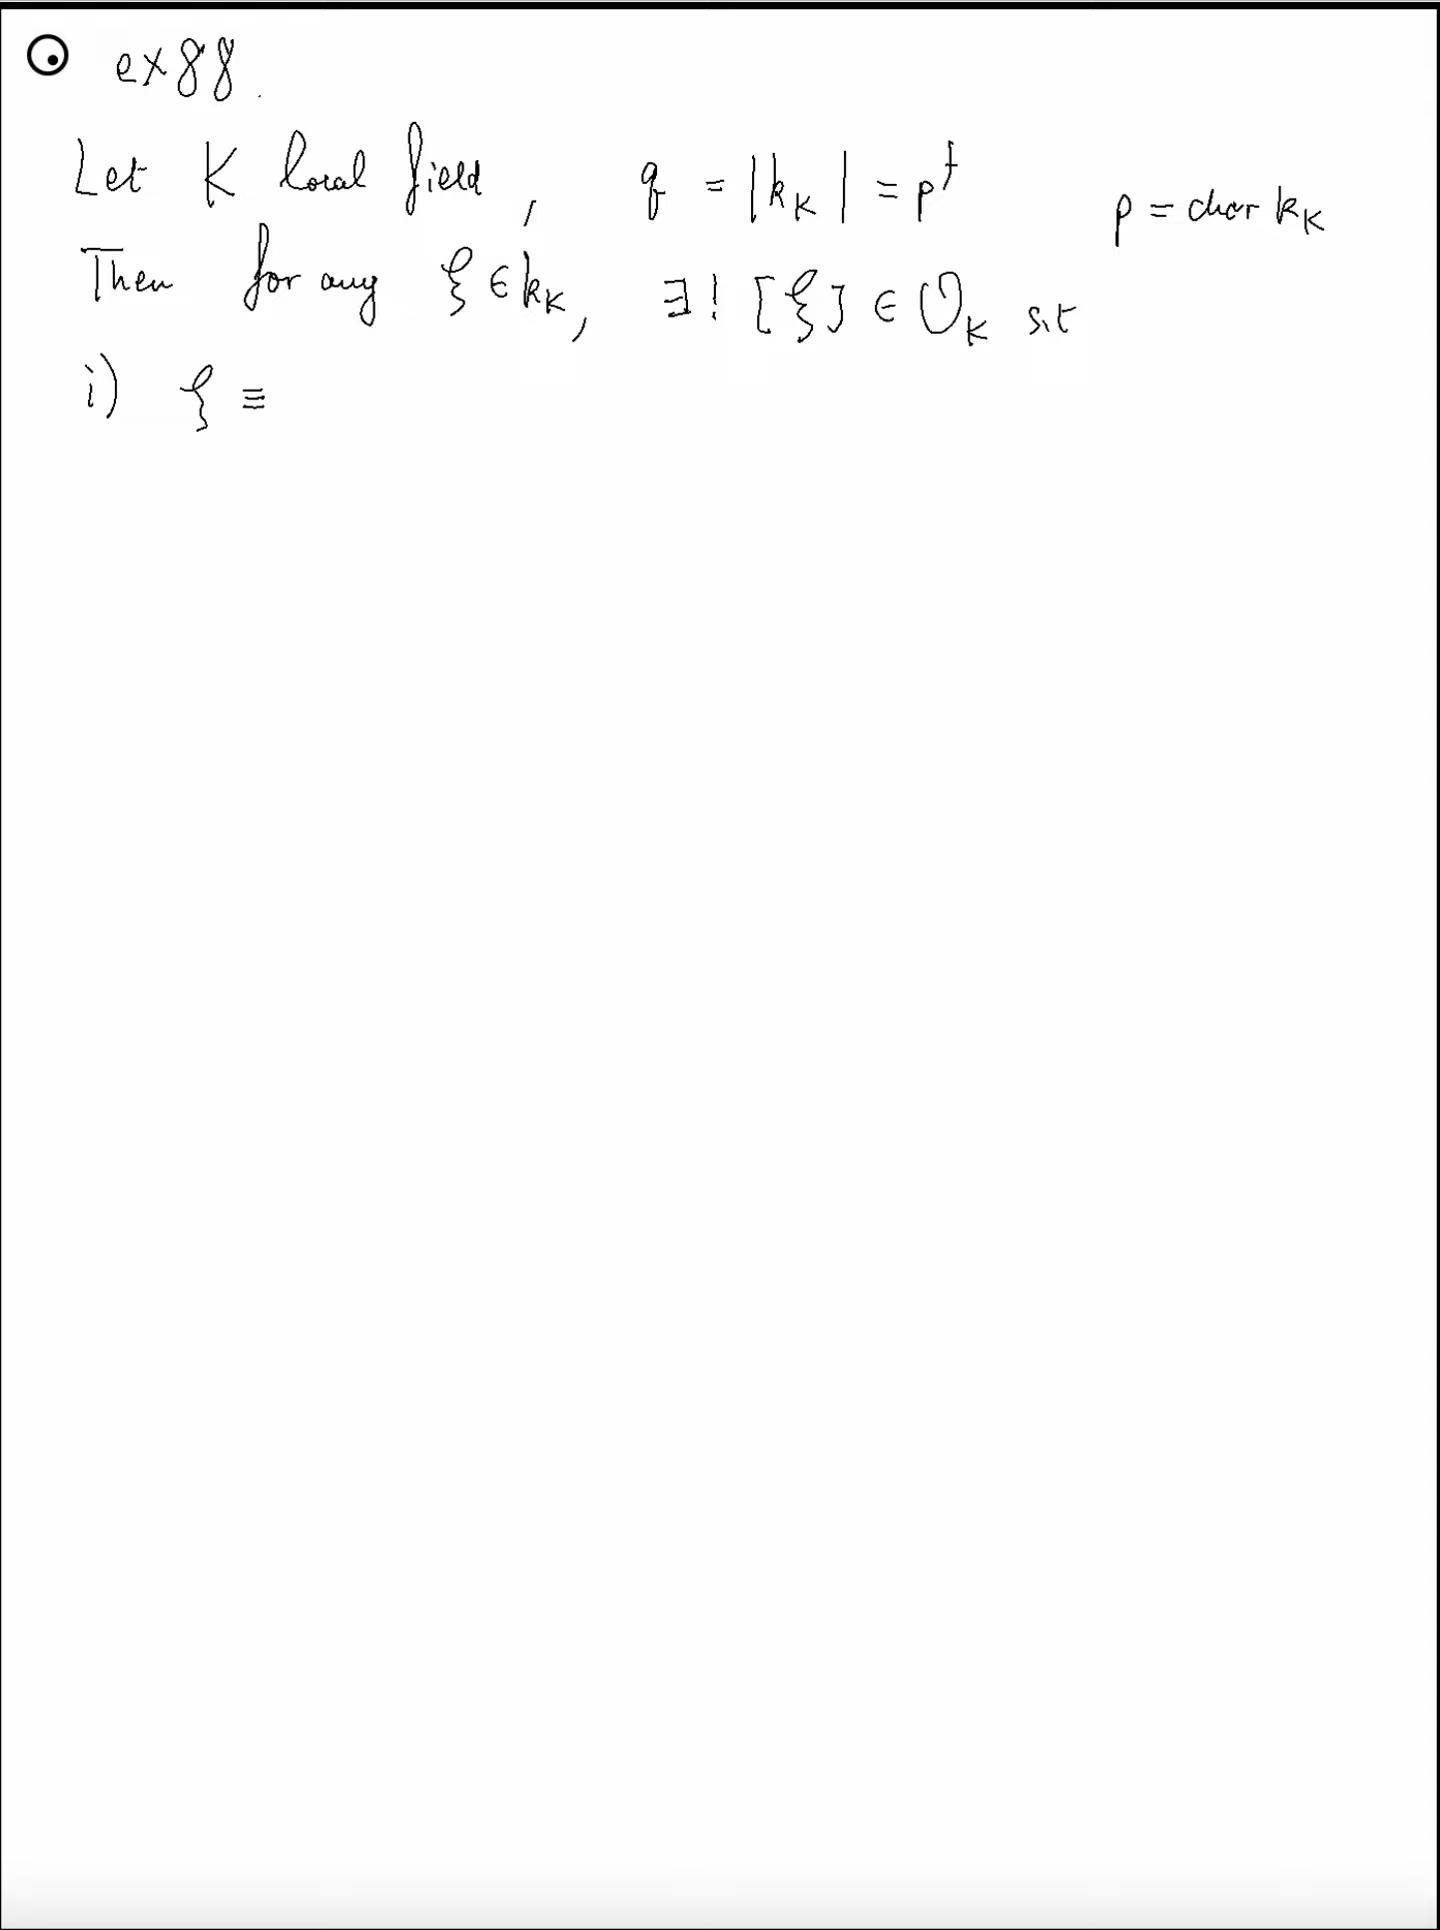 ex 88.
Let K local field, q = |k_K| = p^f p = char k_K
Then for any ξ ∈ k_K, ∃! [ξ] ∈ O_K s.t
i) ξ ≡